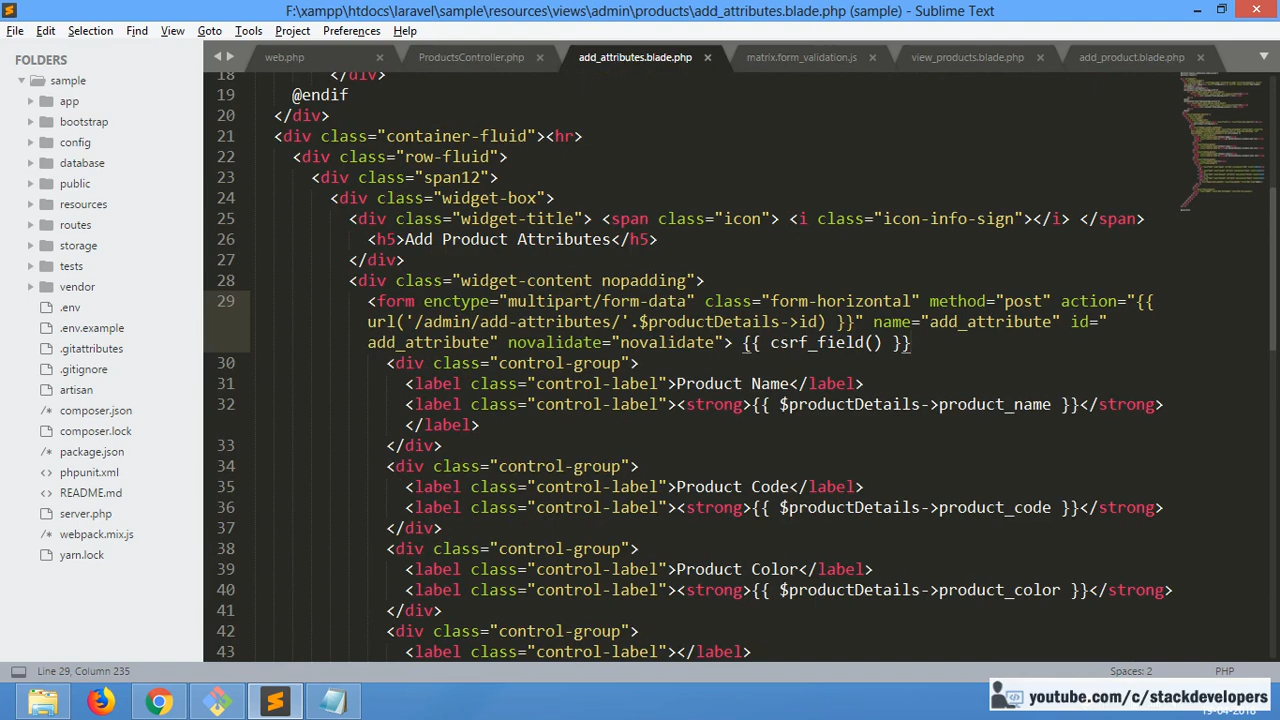 F:\xampp\htdocs\laravel\sample\resources\views\admin\products\add_attributes.blade.php (sample) - Sublime Text
File Edit Selection Find View Goto Tools Project Preferences Help
FOLDERS
sample
app
bootstrap
config
database
public
resources
routes
storage
tests
vendor
.env
.env.example
.gitattributes
.gitignore
artisan
composer.json
composer.lock
package.json
phpunit.xml
README.md
server.php
webpack.mix.js
yarn.lock
web.php ProductsController.php add_attributes.blade.php matrix.form_validation.js view_products.blade.php add_product.blade.php
18 </div>
19 @endif
20 </div>
21 <div class="container-fluid"><hr>
22 <div class="row-fluid">
23 <div class="span12">
24 <div class="widget-box">
25 <div class="widget-title"> <span class="icon"> <i class="icon-info-sign"></i> </span>
26 <h5>Add Product Attributes</h5>
27 </div>
28 <div class="widget-content nopadding">
29 <form enctype="multipart/form-data" class="form-horizontal" method="post" action="{{
url('/admin/add-attributes/'.$productDetails->id) }}" name="add_attribute" id="
add_attribute" novalidate="novalidate"> {{ csrf_field() }}
30 <div class="control-group">
31 <label class="control-label">Product Name</label>
32 <label class="control-label"><strong>{{ $productDetails->product_name }}</strong>
</label>
33 </div>
34 <div class="control-group">
35 <label class="control-label">Product Code</label>
36 <label class="control-label"><strong>{{ $productDetails->product_code }}</strong>
37 </div>
38 <div class="control-group">
39 <label class="control-label">Product Color</label>
40 <label class="control-label"><strong>{{ $productDetails->product_color }}</strong>
41 </div>
42 <div class="control-group">
43 <label class="control-label"></label>
Line 29, Column 235
Spaces: 2 PHP
youtube.com/c/stackdevelopers